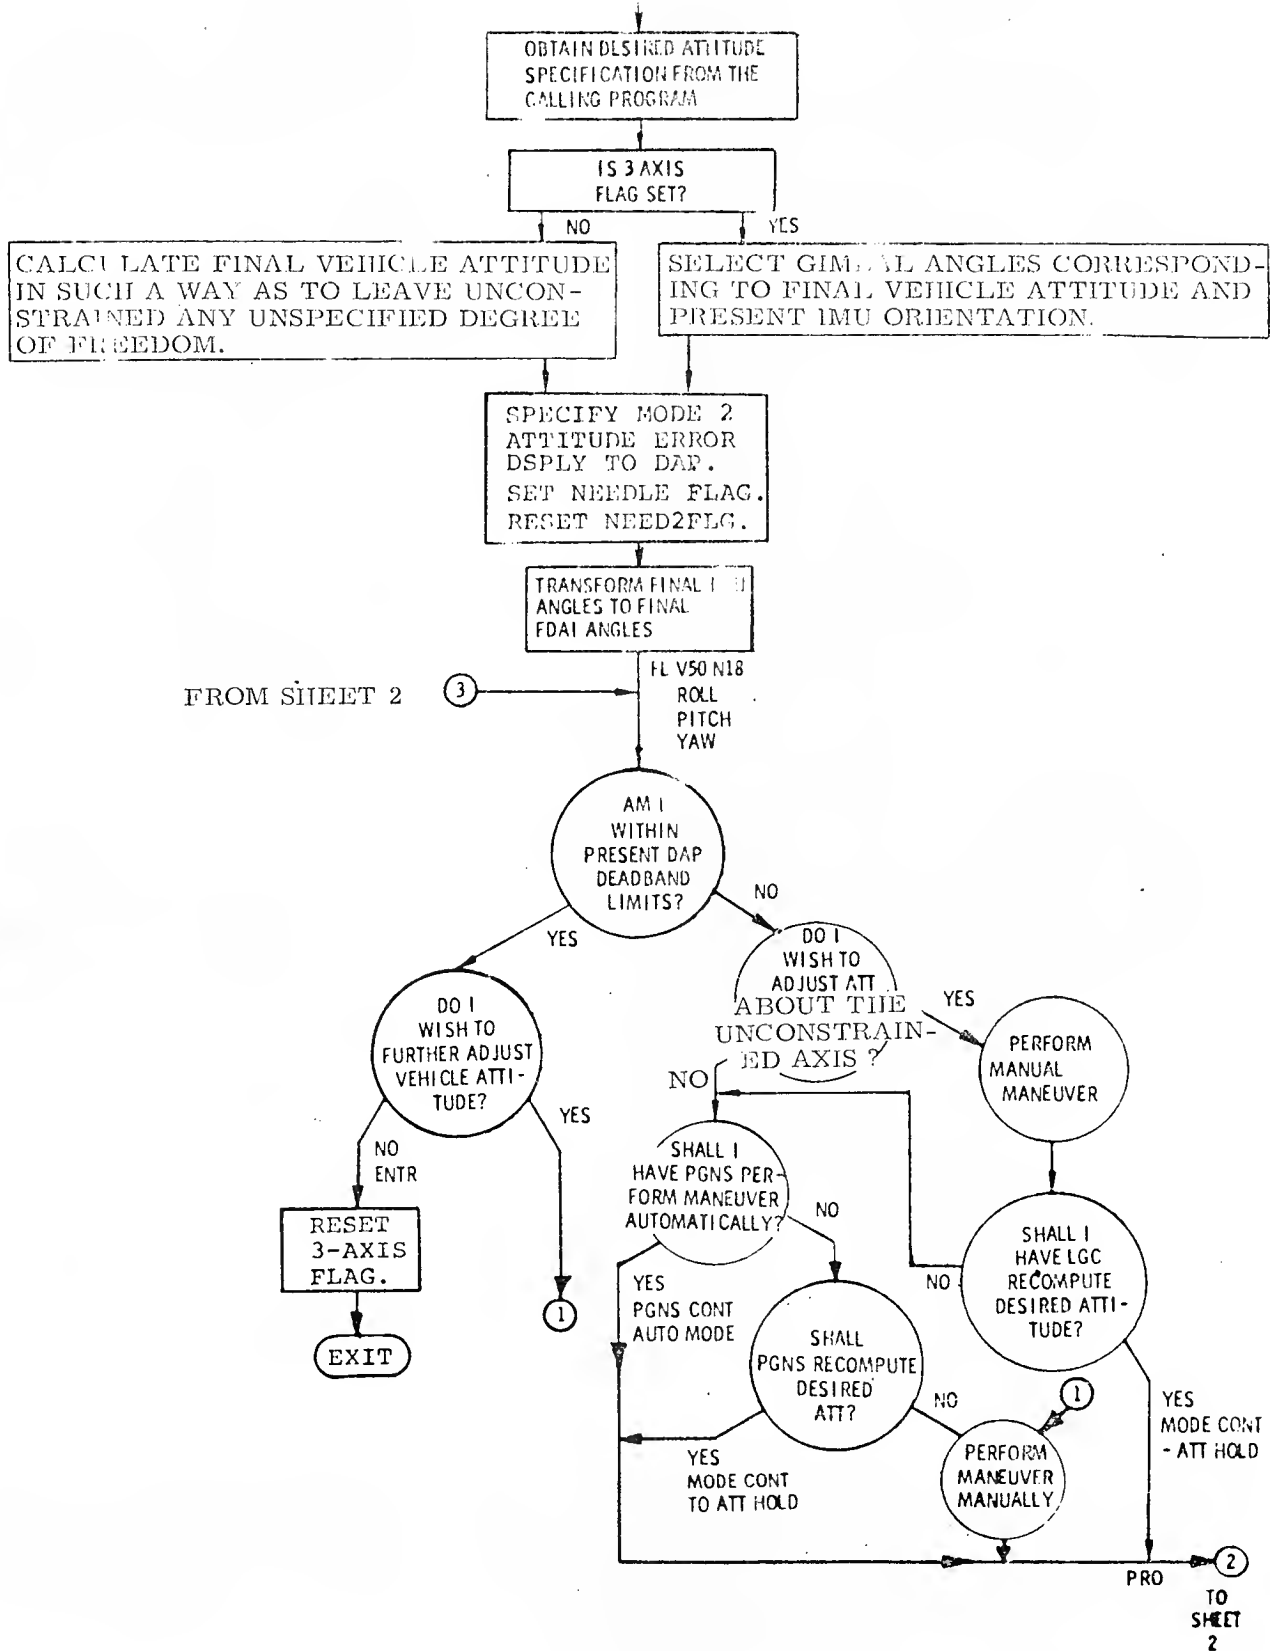 OBTAIN DESIRED ATTITUDE
SPECIFICATION FROM THE
CALLING PROGRAM
IS 3 AXIS
FLAG SET?
NO
YES
CALCULATE FINAL VEHICLE ATTITUDE
IN SUCH A WAY AS TO LEAVE UNCON-
STRAINED ANY UNSPECIFIED DEGREE
OF FREEDOM.
SELECT GIMBAL ANGLES CORRESPOND-
ING TO FINAL VEHICLE ATTITUDE AND
PRESENT IMU ORIENTATION.
SPECIFY MODE 2
ATTITUDE ERROR
DSPLY TO DAP.
SET NEEDLE FLAG.
RESET NEED2FLG.
TRANSFORM FINAL
ANGLES TO FINAL
FDAI ANGLES
FL V50 N18
ROLL
PITCH
YAW
FROM SHEET 2
3
AM I
WITHIN
PRESENT DAP
DEADBAND
LIMITS?
YES
NO
DO I
WISH TO
FURTHER ADJUST
VEHICLE ATTI-
TUDE?
DO I
WISH TO
ADJUST ATT
ABOUT THE
UNCONSTRAIN-
ED AXIS ?
YES
NO
PERFORM
MANUAL
MANEUVER
NO
ENTR
YES
RESET
3-AXIS
FLAG.
EXIT
1
SHALL I
HAVE PGNS PER-
FORM MANEUVER
AUTOMATICALLY?
NO
YES
PGNS CONT
AUTO MODE
SHALL I
HAVE LGC
RECOMPUTE
DESIRED ATTI-
TUDE?
NO
YES
MODE CONT
- ATT HOLD
SHALL
PGNS RECOMPUTE
DESIRED
ATT?
NO
YES
MODE CONT
TO ATT HOLD
1
PERFORM
MANEUVER
MANUALLY
PRO
2
TO
SHEET
2